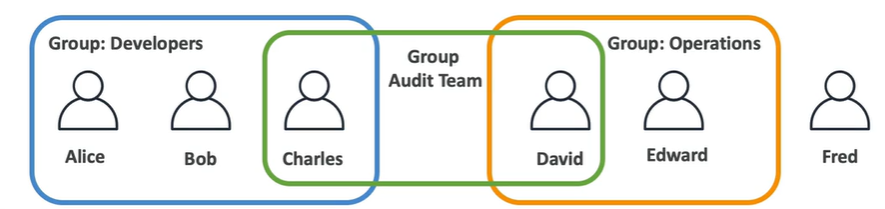 Group: Developers
Group
Audit Team
Group: Operations
Alice
Bob
Charles
David
Edward
Fred